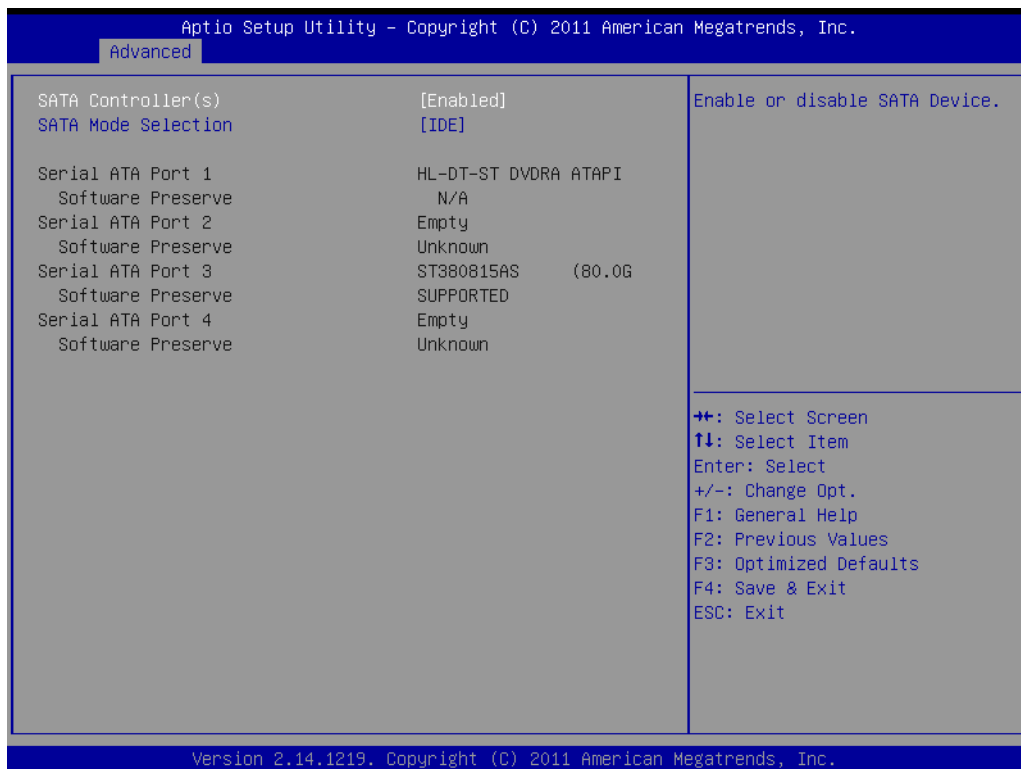 Aptio Setup Utility – Copyright (C) 2011 American Megatrends, Inc.
Advanced
SATA Controller(s) [Enabled]
SATA Mode Selection [IDE]
Serial ATA Port 1 HL-DT-ST DVDRA ATAPI
Software Preserve N/A
Serial ATA Port 2 Empty
Software Preserve Unknown
Serial ATA Port 3 ST380815AS (80.0G
Software Preserve SUPPORTED
Serial ATA Port 4 Empty
Software Preserve Unknown
Enable or disable SATA Device.
→←: Select Screen
↑↓: Select Item
Enter: Select
+/-: Change Opt.
F1: General Help
F2: Previous Values
F3: Optimized Defaults
F4: Save & Exit
ESC: Exit
Version 2.14.1219. Copyright (C) 2011 American Megatrends, Inc.